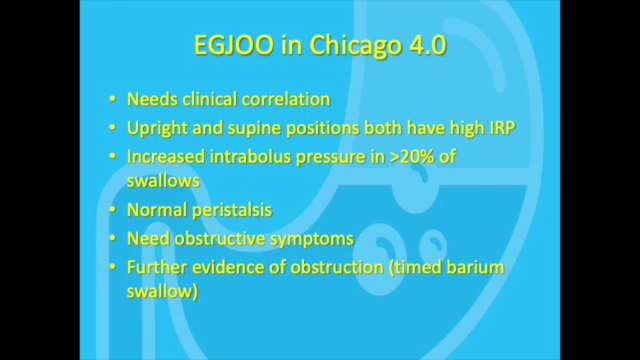 EGJOO in Chicago 4.0
• Needs clinical correlation
• Upright and supine positions both have high IRP
• Increased intrabolus pressure in >20% of
swallows
• Normal peristalsis
• Need obstructive symptoms
• Further evidence of obstruction (timed barium
swallow)